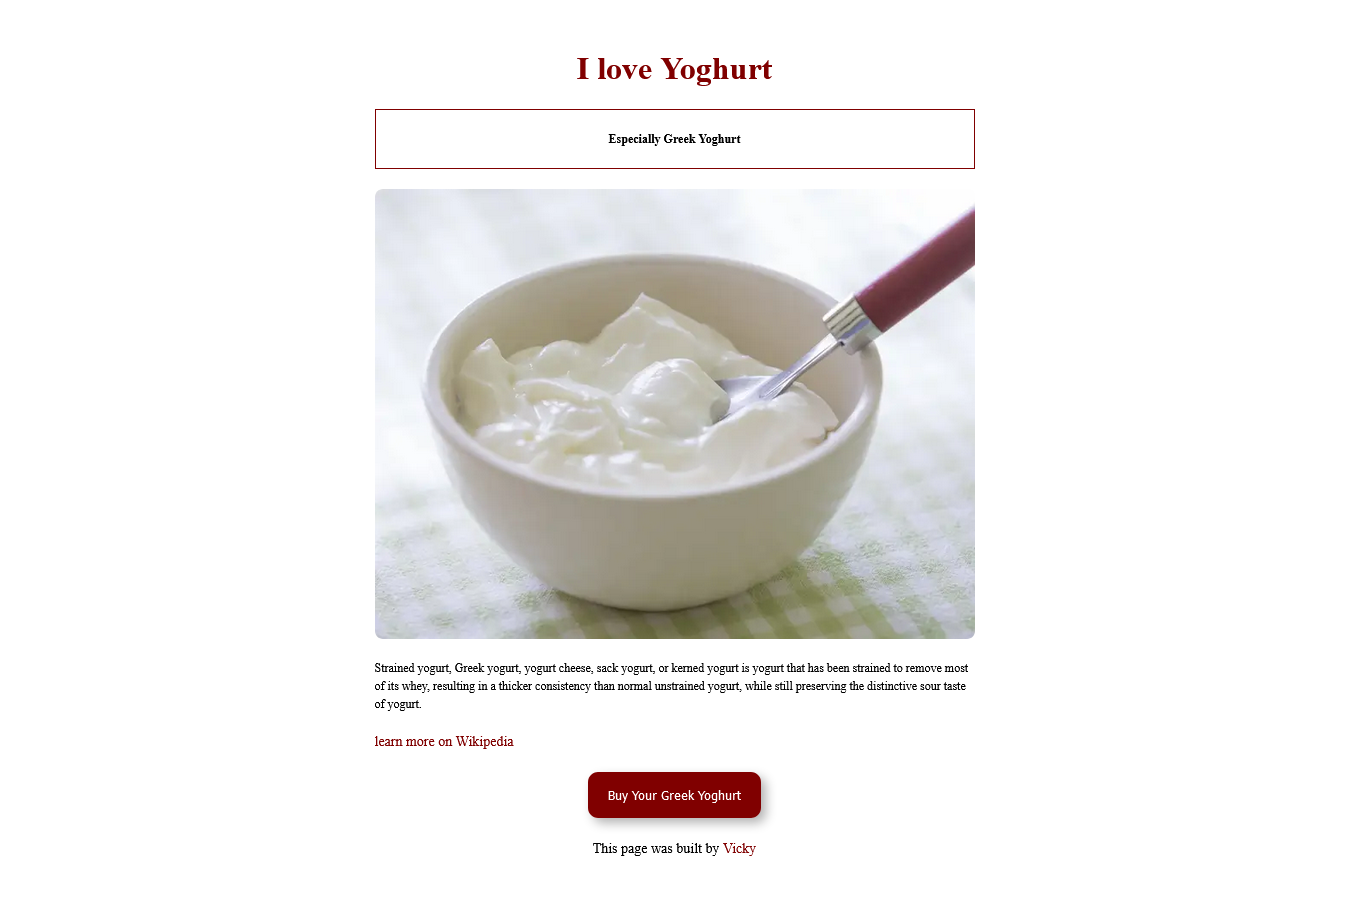 I love Yoghurt
Especially Greek Yoghurt
Strained yogurt, Greek yogurt, yogurt cheese, sack yogurt, or kerned yogurt is yogurt that has been strained to remove most
of its whey, resulting in a thicker consistency than normal unstrained yogurt, while still preserving the distinctive sour taste
of yogurt.
learn more on Wikipedia
Buy Your Greek Yoghurt
This page was built by Vicky